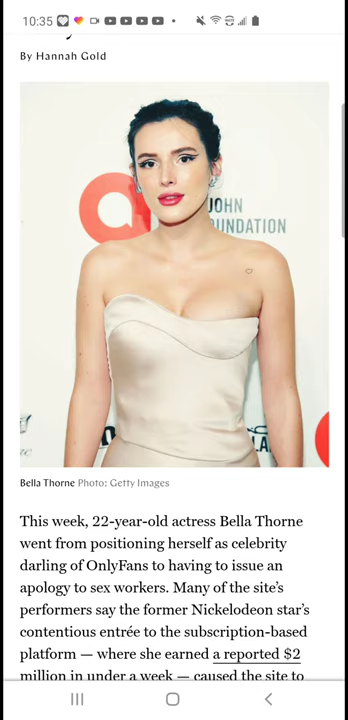 10:35
By Hannah Gold
JOHN
UNDATION
Bella Thorne Photo: Getty Images
This week, 22-year-old actress Bella Thorne
went from positioning herself as celebrity
darling of OnlyFans to having to issue an
apology to sex workers. Many of the site's
performers say the former Nickelodeon star's
contentious entrée to the subscription-based
platform — where she earned a reported $2
million in under a week — caused the site to